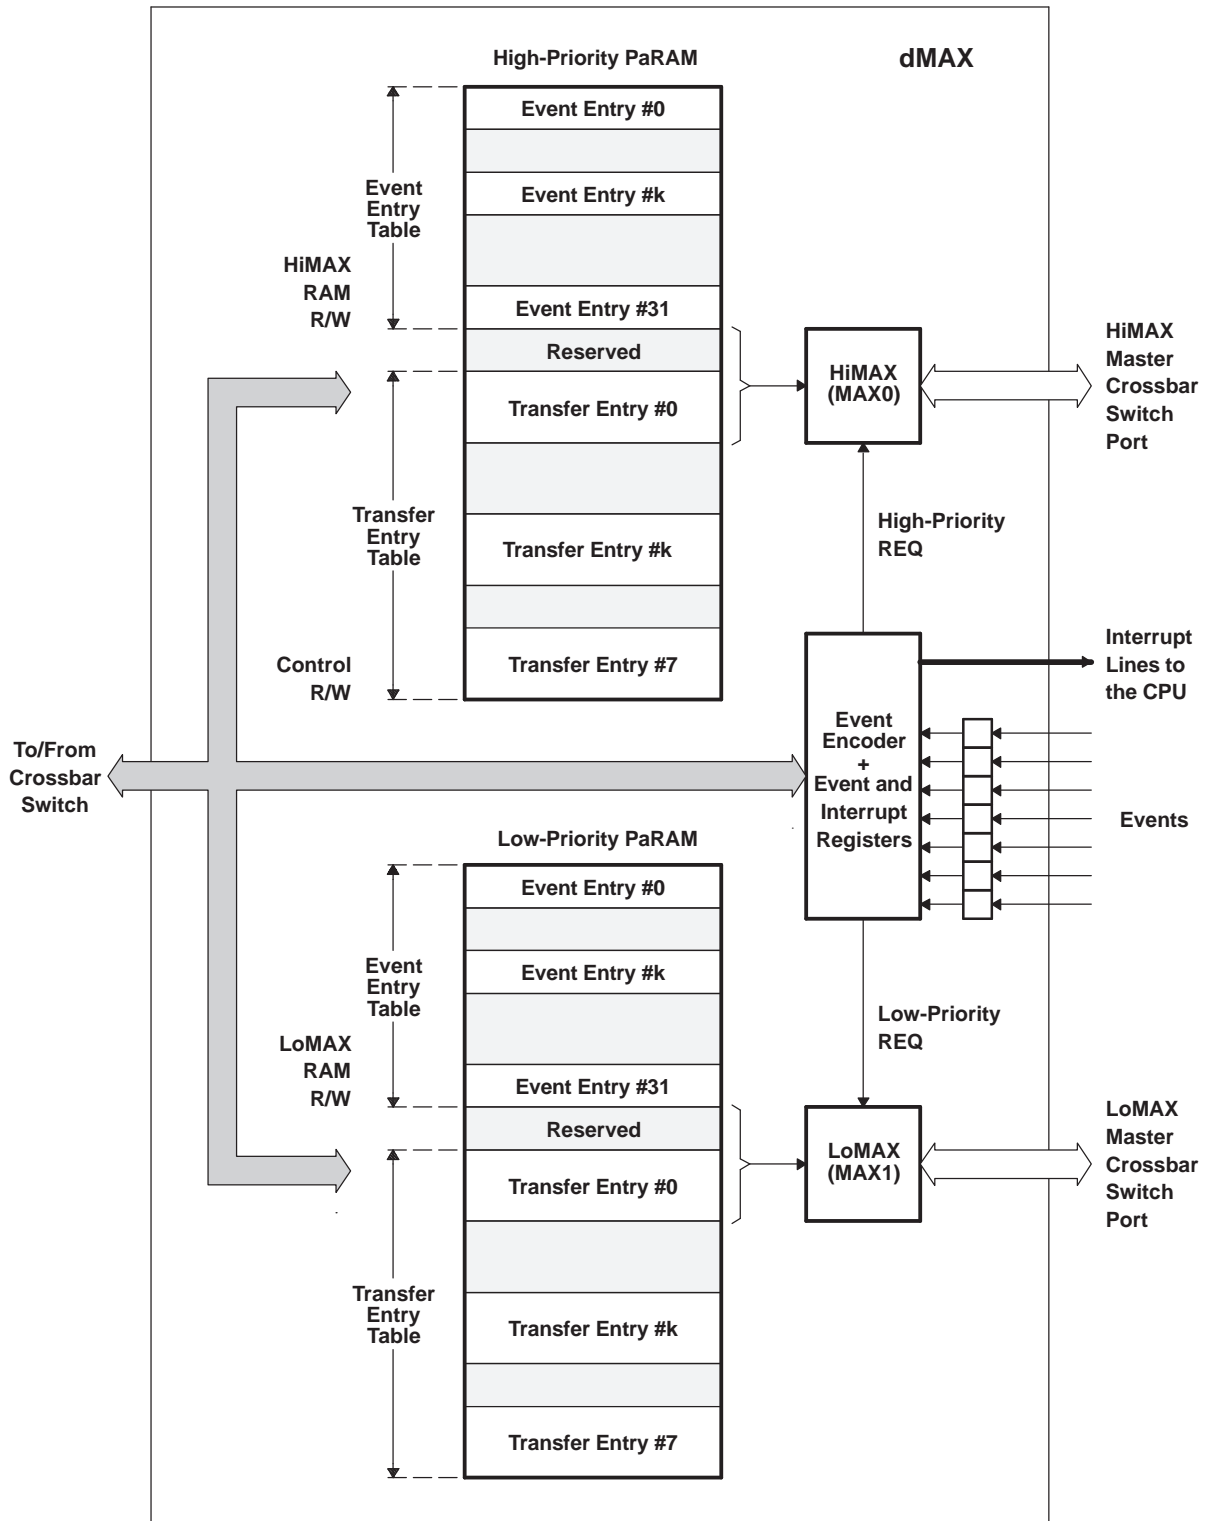 High-Priority PaRAM
dMAX
Event Entry #0
Event Entry #k
Event
Entry
Table
HiMAX
RAM
R/W
Event Entry #31
Reserved
Transfer Entry #0
HiMAX
(MAX0)
HiMAX
Master
Crossbar
Switch
Port
Transfer
Entry
Table
Transfer Entry #k
High-Priority
REQ
Control
R/W
Transfer Entry #7
Interrupt
Lines to
the CPU
To/From
Crossbar
Switch
Event
Encoder
+
Event and
Interrupt
Registers
Events
Low-Priority PaRAM
Event Entry #0
Event Entry #k
Event
Entry
Table
LoMAX
RAM
R/W
Low-Priority
REQ
Event Entry #31
Reserved
Transfer Entry #0
LoMAX
(MAX1)
LoMAX
Master
Crossbar
Switch
Port
Transfer
Entry
Table
Transfer Entry #k
Transfer Entry #7